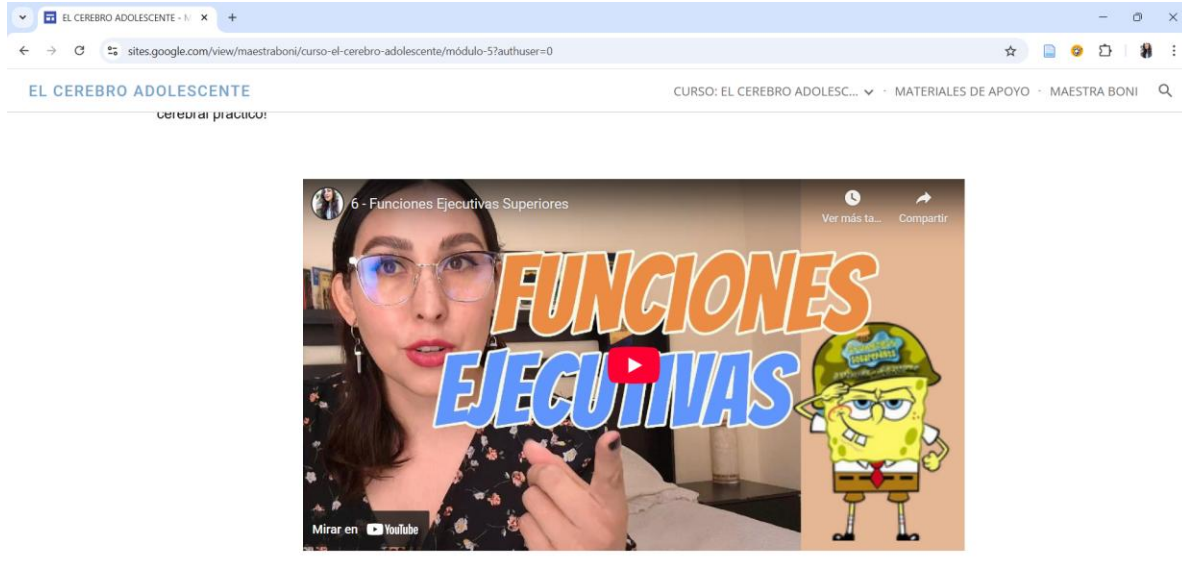 EL CEREBRO ADOLESCENTE - M
sites.google.com/view/maestraboni/curso-el-cerebro-adolescente/módulo-5?authuser=0
EL CEREBRO ADOLESCENTE
CURSO: EL CEREBRO ADOLESC... · MATERIALES DE APOYO · MAESTRA BONI
cerebral práctico!
6 - Funciones Ejecutivas Superiores
Ver más ta... Compartir
FUNCIONES
EJECUTIVAS
Mirar en YouTube